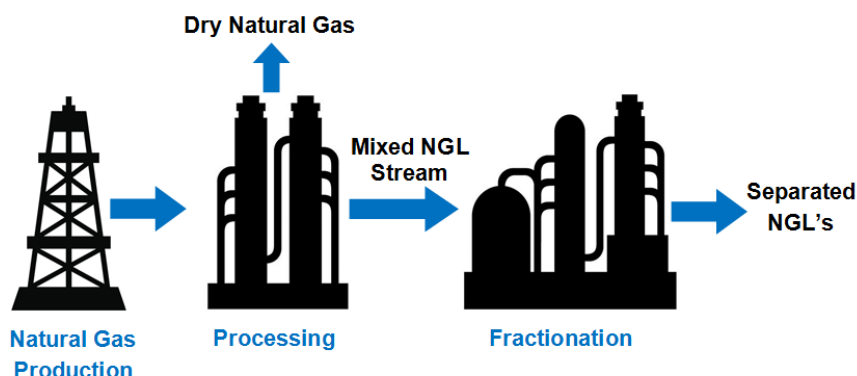 Dry Natural Gas
Mixed NGL
Stream
Separated
NGL's
Natural Gas
Production
Processing
Fractionation